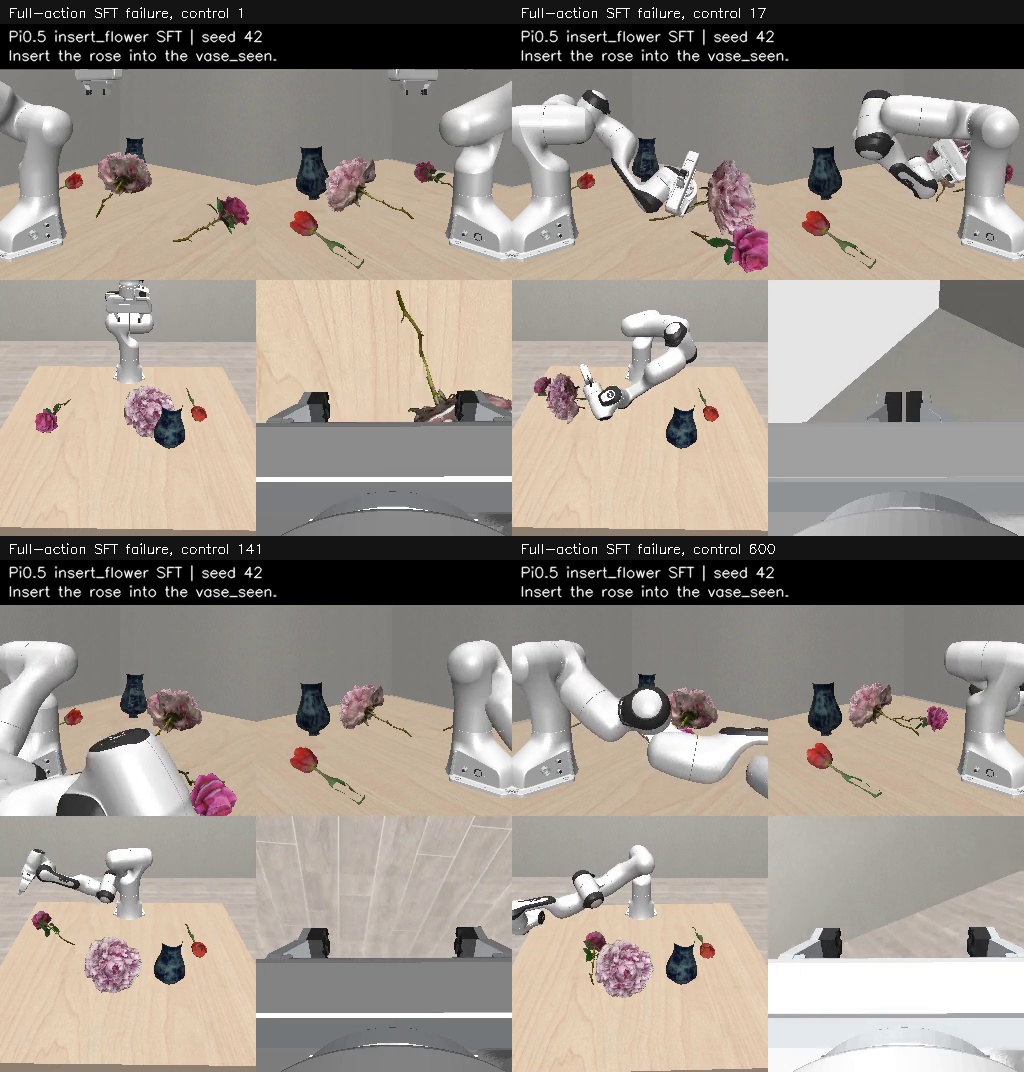 Full-action SFT failure, control 1
Pi0.5 insert_flower SFT | seed 42
Insert the rose into the vase_seen.
Full-action SFT failure, control 17
Pi0.5 insert_flower SFT | seed 42
Insert the rose into the vase_seen.
Full-action SFT failure, control 141
Pi0.5 insert_flower SFT | seed 42
Insert the rose into the vase_seen.
Full-action SFT failure, control 600
Pi0.5 insert_flower SFT | seed 42
Insert the rose into the vase_seen.